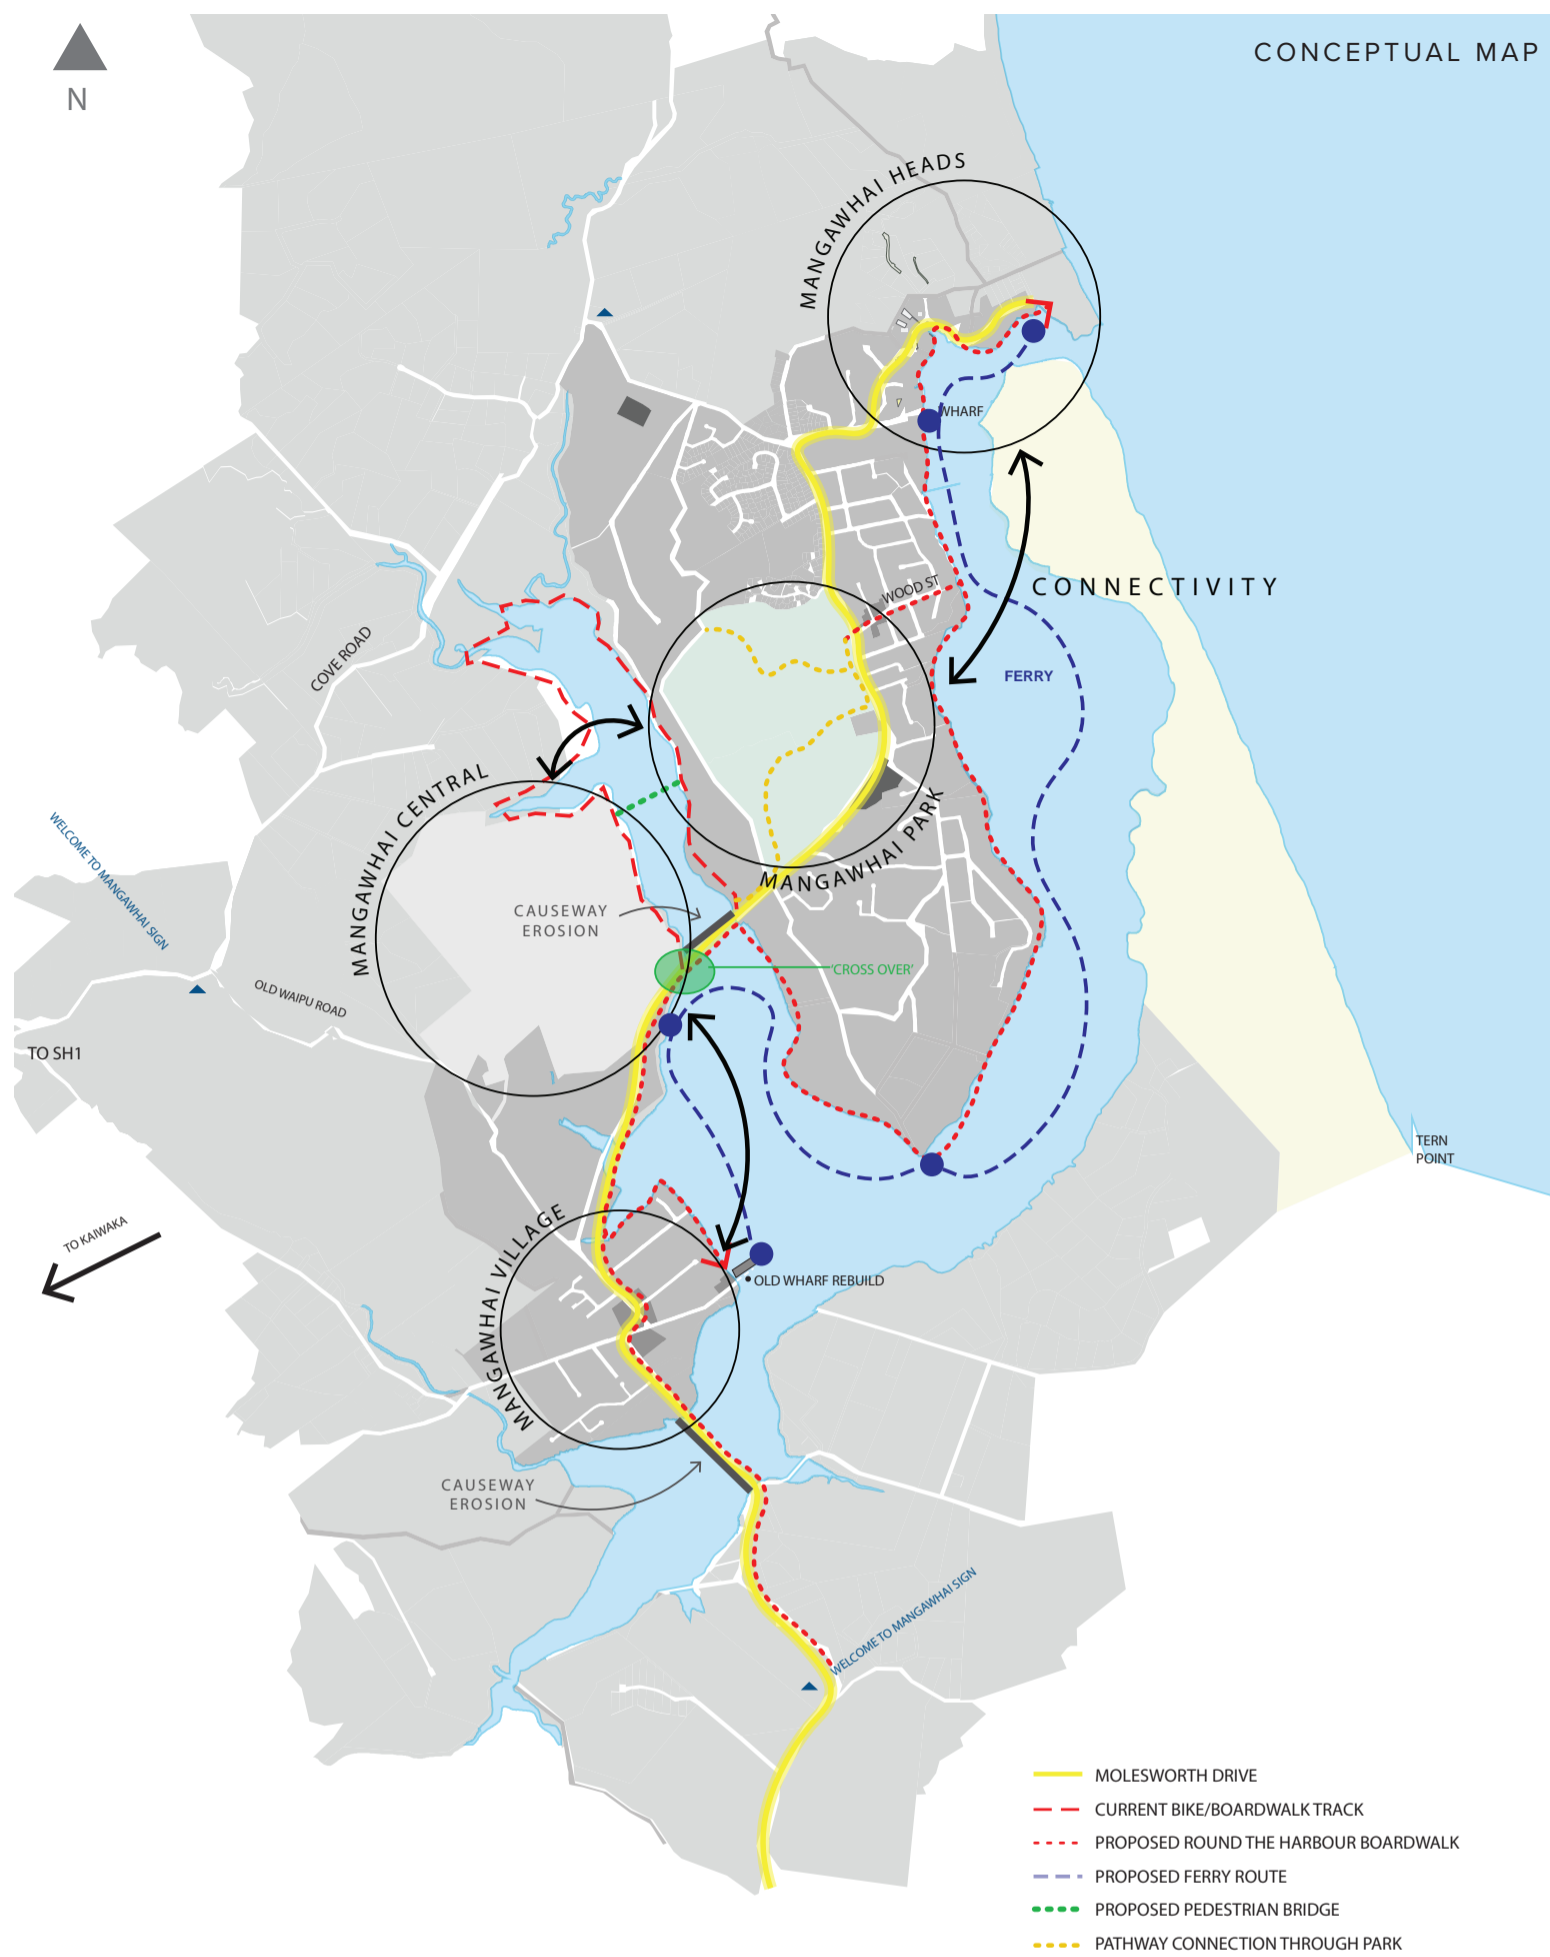 CONCEPTUAL MAP
N
MANGAWHAI HEADS
WHARF
WOOD ST
CONNECTIVITY
COVE ROAD
FERRY
MANGAWHAI CENTRAL
MANGAWHAI PARK
WELCOME TO MANGAWHAI SIGN
CAUSEWAY
EROSION
'CROSS OVER'
OLD WAIPU ROAD
TO SH1
TERN
POINT
TO KAIWAKA
MANGAWHAI VILLAGE
OLD WHARF REBUILD
CAUSEWAY
EROSION
WELCOME TO MANGAWHAI SIGN
MOLESWORTH DRIVE
CURRENT BIKE/BOARDWALK TRACK
PROPOSED ROUND THE HARBOUR BOARDWALK
PROPOSED FERRY ROUTE
PROPOSED PEDESTRIAN BRIDGE
PATHWAY CONNECTION THROUGH PARK